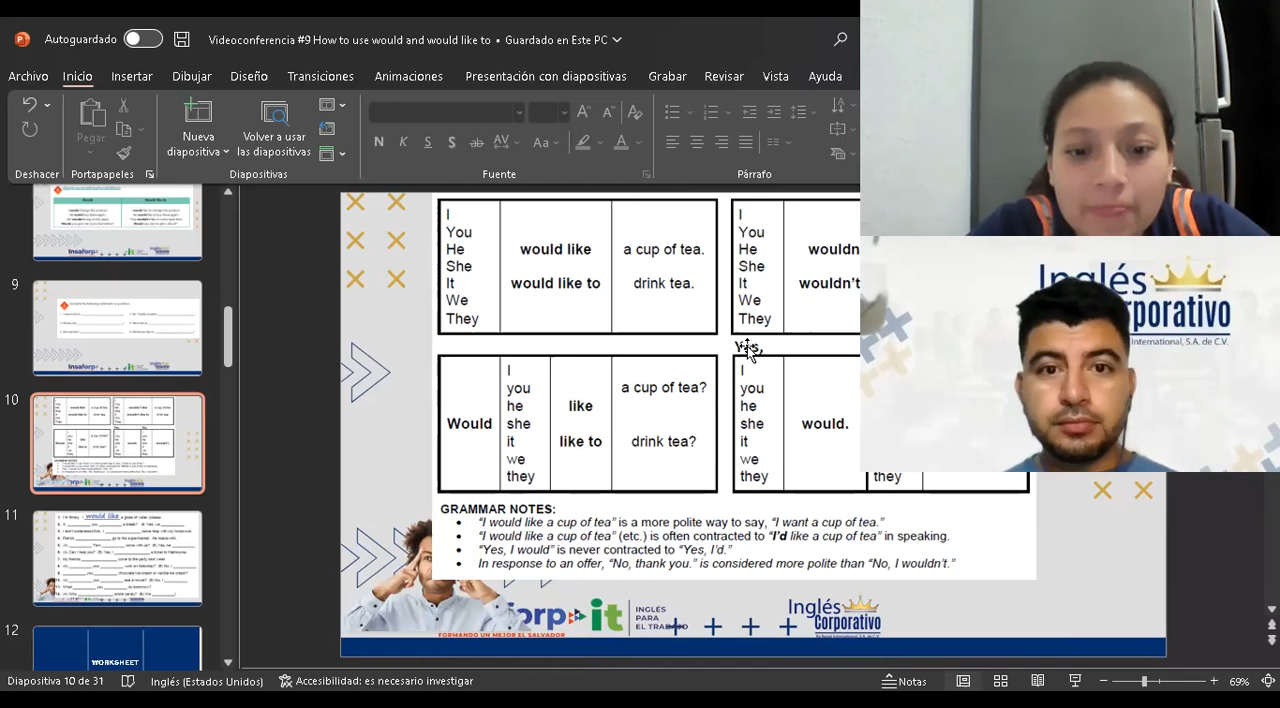 Autoguardado
Videoconferencia #9 How to use would and would like to • Guardado en Este PC
Archivo Inicio Insertar Dibujar Diseño Transiciones Animaciones Presentación con diapositivas Grabar Revisar Vista Ayuda
Pegar
Nueva diapositiva
Volver a usar las diapositivas
N K S S ab AV Aa A
Deshacer Portapapeles Diapositivas Fuente Párrafo
9
10
11
12
WORKSHEET
I
You
He
She
It
We
They
would like
would like to
a cup of tea.
drink tea.
I
You
He
She
It
We
They
wouldn
wouldn't
Yes,
Would
I
you
he
she
it
we
they
like
like to
a cup of tea?
drink tea?
I
you
he
she
it
we
they
would.
they
GRAMMAR NOTES:
• "I would like a cup of tea" is a more polite way to say, "I want a cup of tea."
• "I would like a cup of tea" (etc.) is often contracted to "I'd like a cup of tea" in speaking.
• "Yes, I would" is never contracted to "Yes, I'd."
• In response to an offer, "No, thank you." is considered more polite than "No, I wouldn't."
forp it
INGLÉS
PARA
EL TRABAJO
FORMANDO UN MEJOR EL SALVADOR
Inglés
Corporativo
Inglés
orporativo
International, S.A. de C.V.
Diapositiva 10 de 31 Inglés (Estados Unidos) Accesibilidad: es necesario investigar Notas 69%